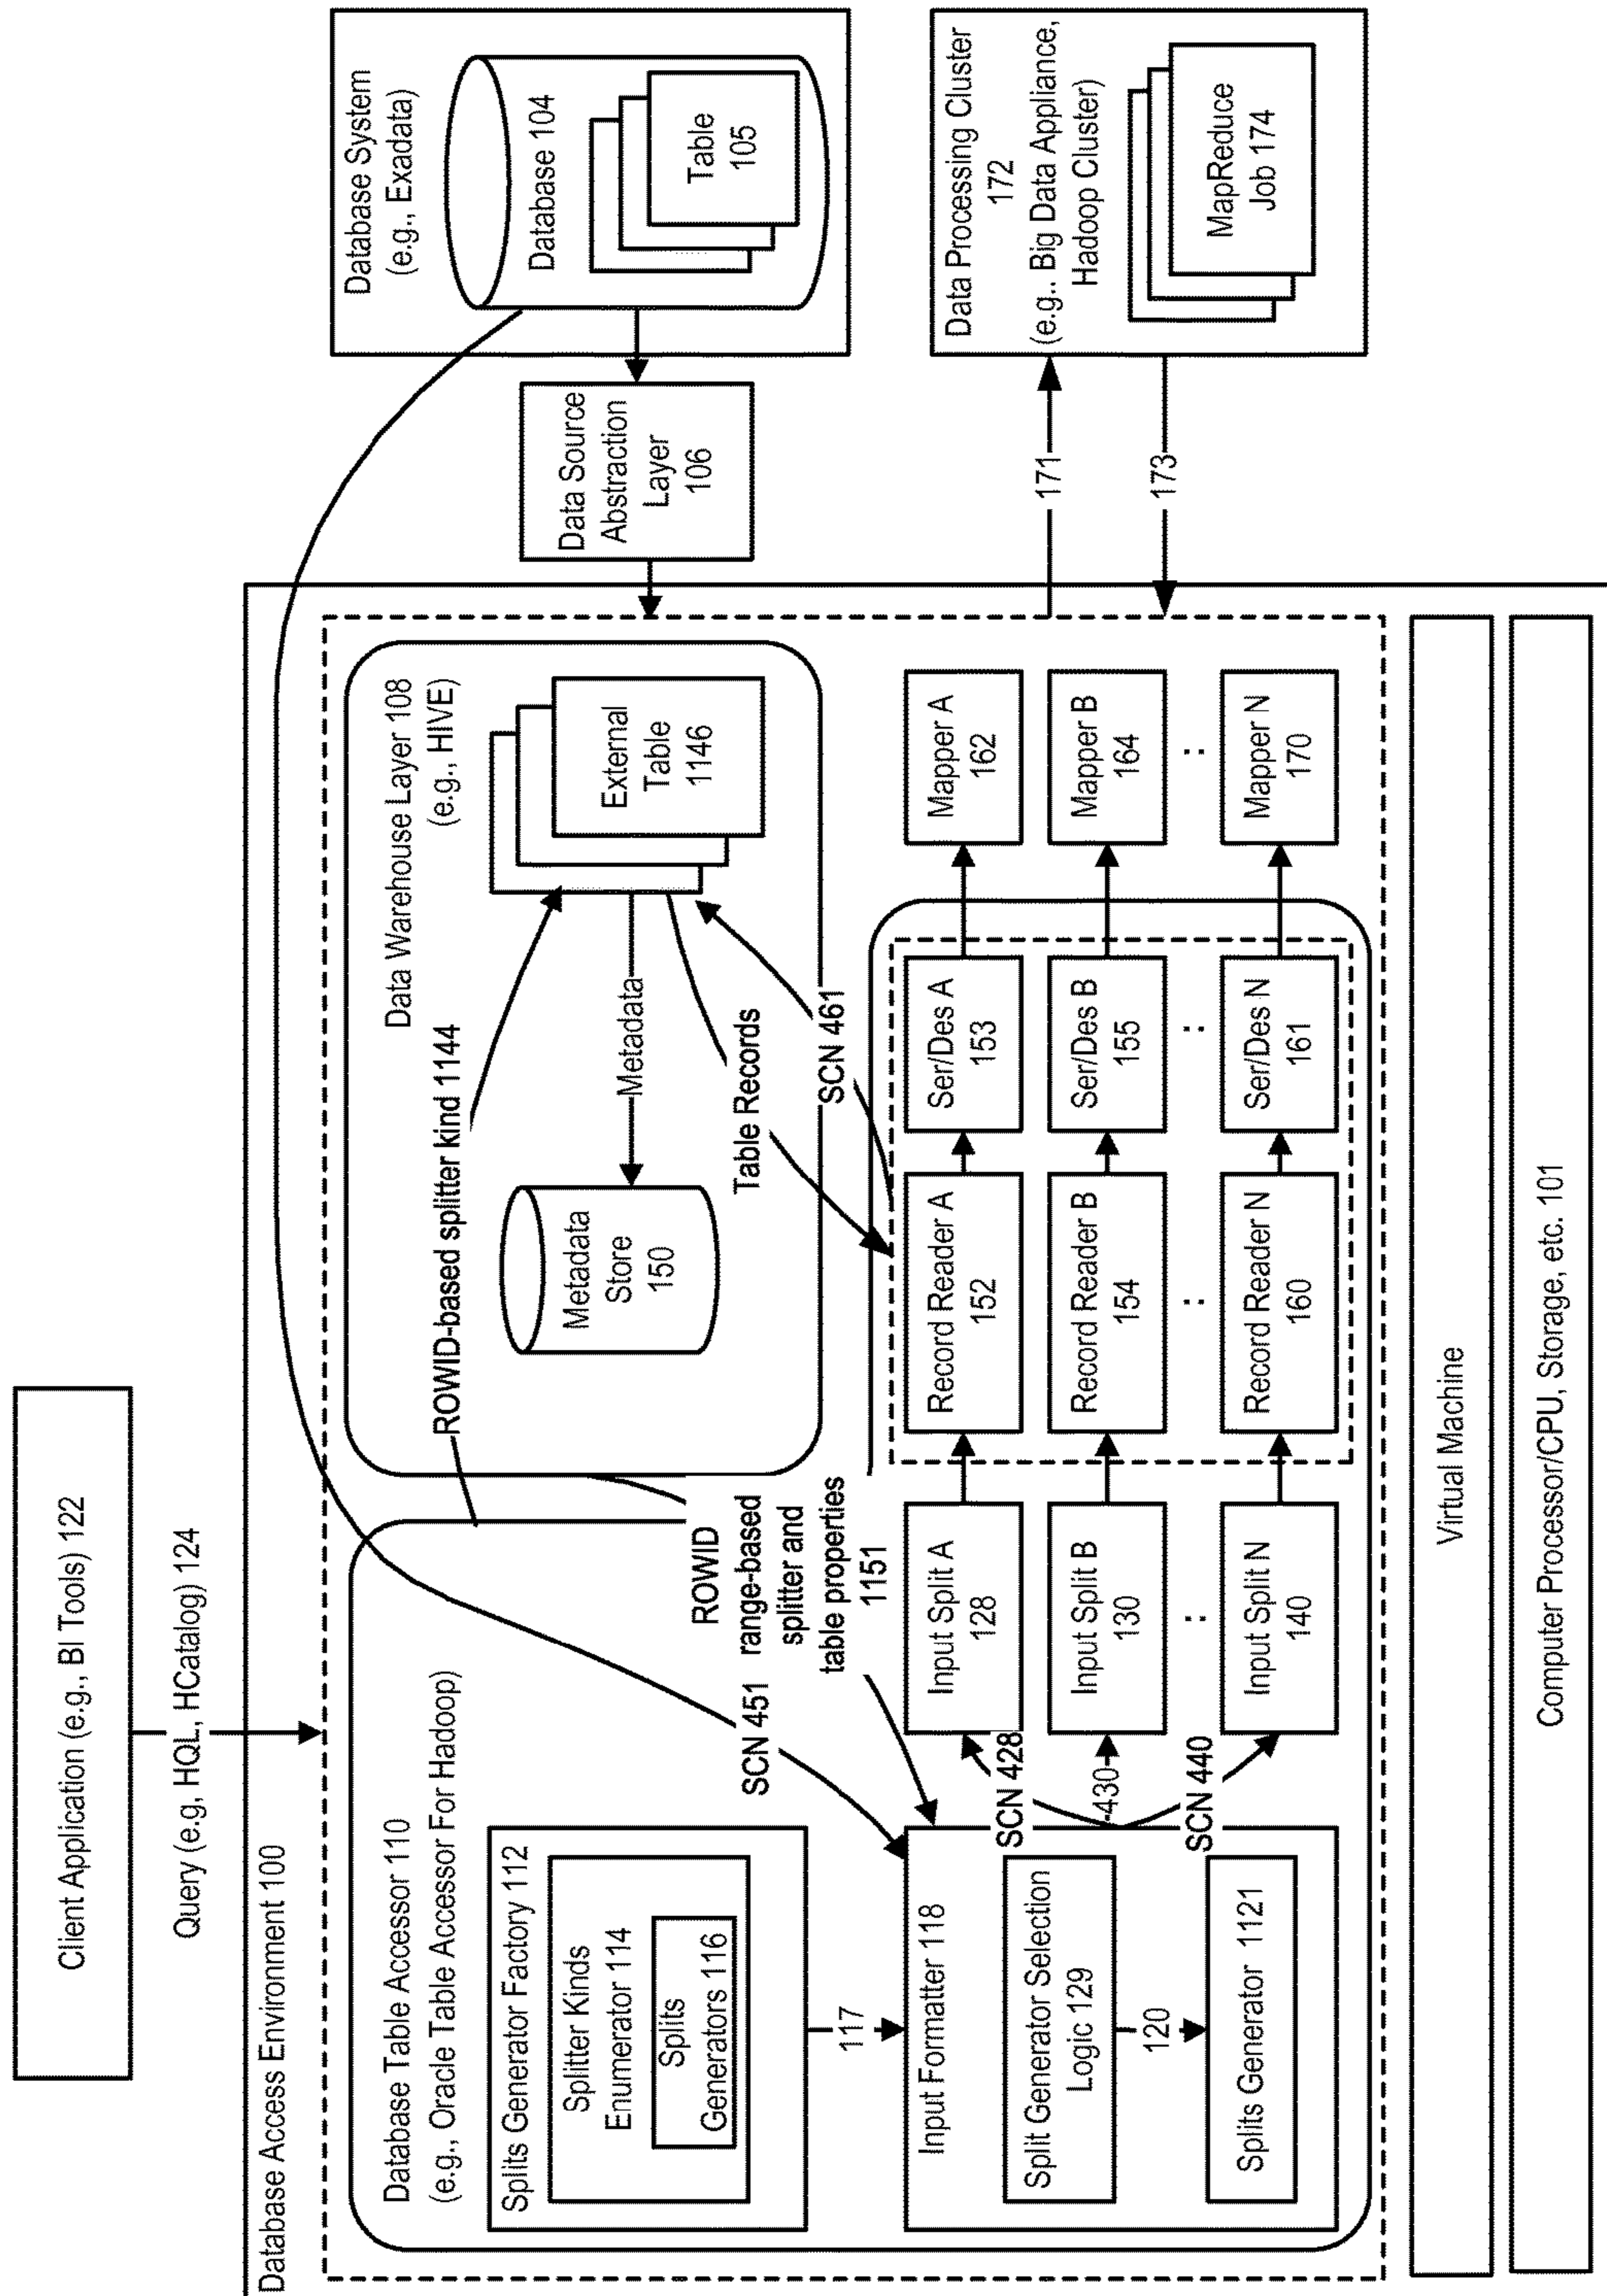 Client Application (e.g., BI Tools) 122
Query (e.g, HQL, HCatalog) 124
Database Access Environment 100
Database Table Accessor 110
(e.g., Oracle Table Accessor For Hadoop)
Splits Generator Factory 112
Splitter Kinds
Enumerator 114
Splits
Generators 116
117
Input Formatter 118
Split Generator Selection
Logic 129
120
Splits Generator 1121
SCN 451
ROWID
range-based
splitter and
table properties
1151
SCN 428
430
SCN 440
Input Split A
128
Input Split B
130
:
Input Split N
140
ROWID-based splitter kind 1144
Data Warehouse Layer 108
(e.g., HIVE)
Metadata
Store
150
Metadata
External
Table
1146
Table Records
SCN 461
Record Reader A
152
Record Reader B
154
:
Record Reader N
160
Ser/Des A
153
Ser/Des B
155
:
Ser/Des N
161
Mapper A
162
Mapper B
164
:
Mapper N
170
Data Source
Abstraction
Layer
106
Database System
(e.g., Exadata)
Database 104
Table
105
171
173
Data Processing Cluster
172
(e.g.. Big Data Appliance,
Hadoop Cluster)
MapReduce
Job 174
Virtual Machine
Computer Processor/CPU, Storage, etc. 101